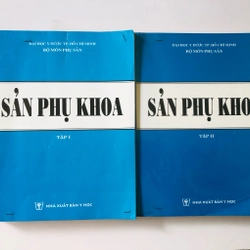 ĐẠI HỌC Y DƯỢC TP. HỒ CHÍ MINH
BỘ MÔN PHỤ SẢN
SẢN PHỤ KHOA
TẬP I
NHÀ XUẤT BẢN Y HỌC
ĐẠI HỌC Y DƯỢC TP. HỒ CHÍ MINH
BỘ MÔN PHỤ SẢN
SẢN PHỤ KHO
TẬP II
NHÀ XUẤT BẢN Y HỌC